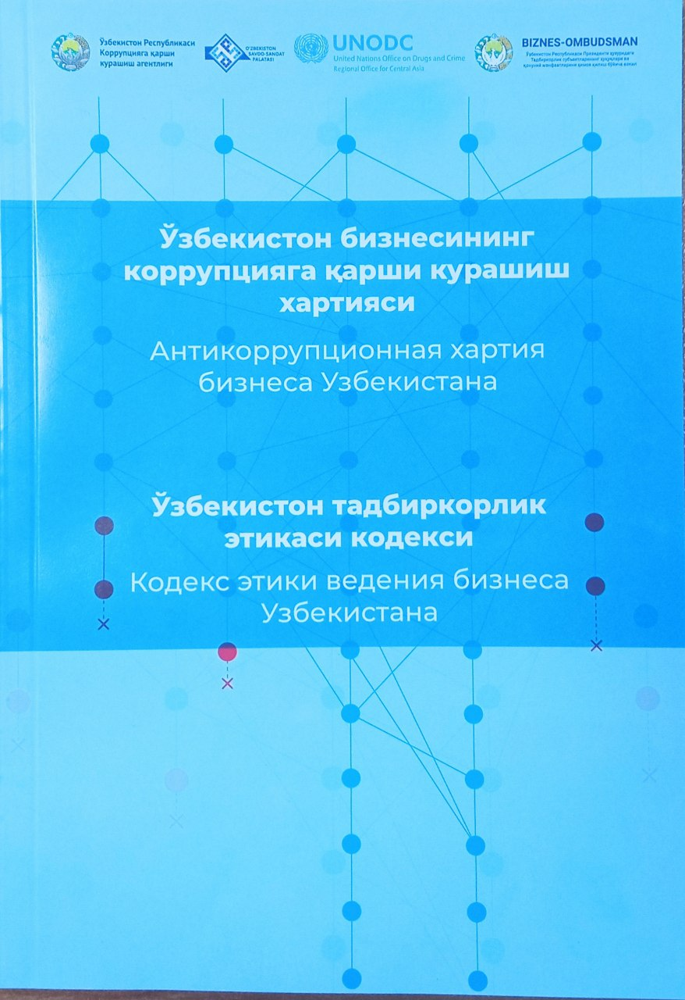 Ўзбекистон Республикаси
Коррупцияга қарши
курашиш агентлиги
O'ZBEKISTON
SAVDO-SANOAT
PALATASI
UNODC
United Nations Office on Drugs and Crime
Regional Office for Central Asia
BIZNES-OMBUDSMAN
Ўзбекистон Республикаси Президенти ҳузуридаги
Тадбиркорлик субъектларининг ҳуқуқлари ва
қонуний манфаатларини ҳимоя қилиш бўйича вакил
Ўзбекистон бизнесининг
коррупцияга қарши курашиш
хартияси
Антикоррупционная хартия
бизнеса Узбекистана
Ўзбекистон тадбиркорлик
этикаси кодекси
Кодекс этики ведения бизнеса
Узбекистана